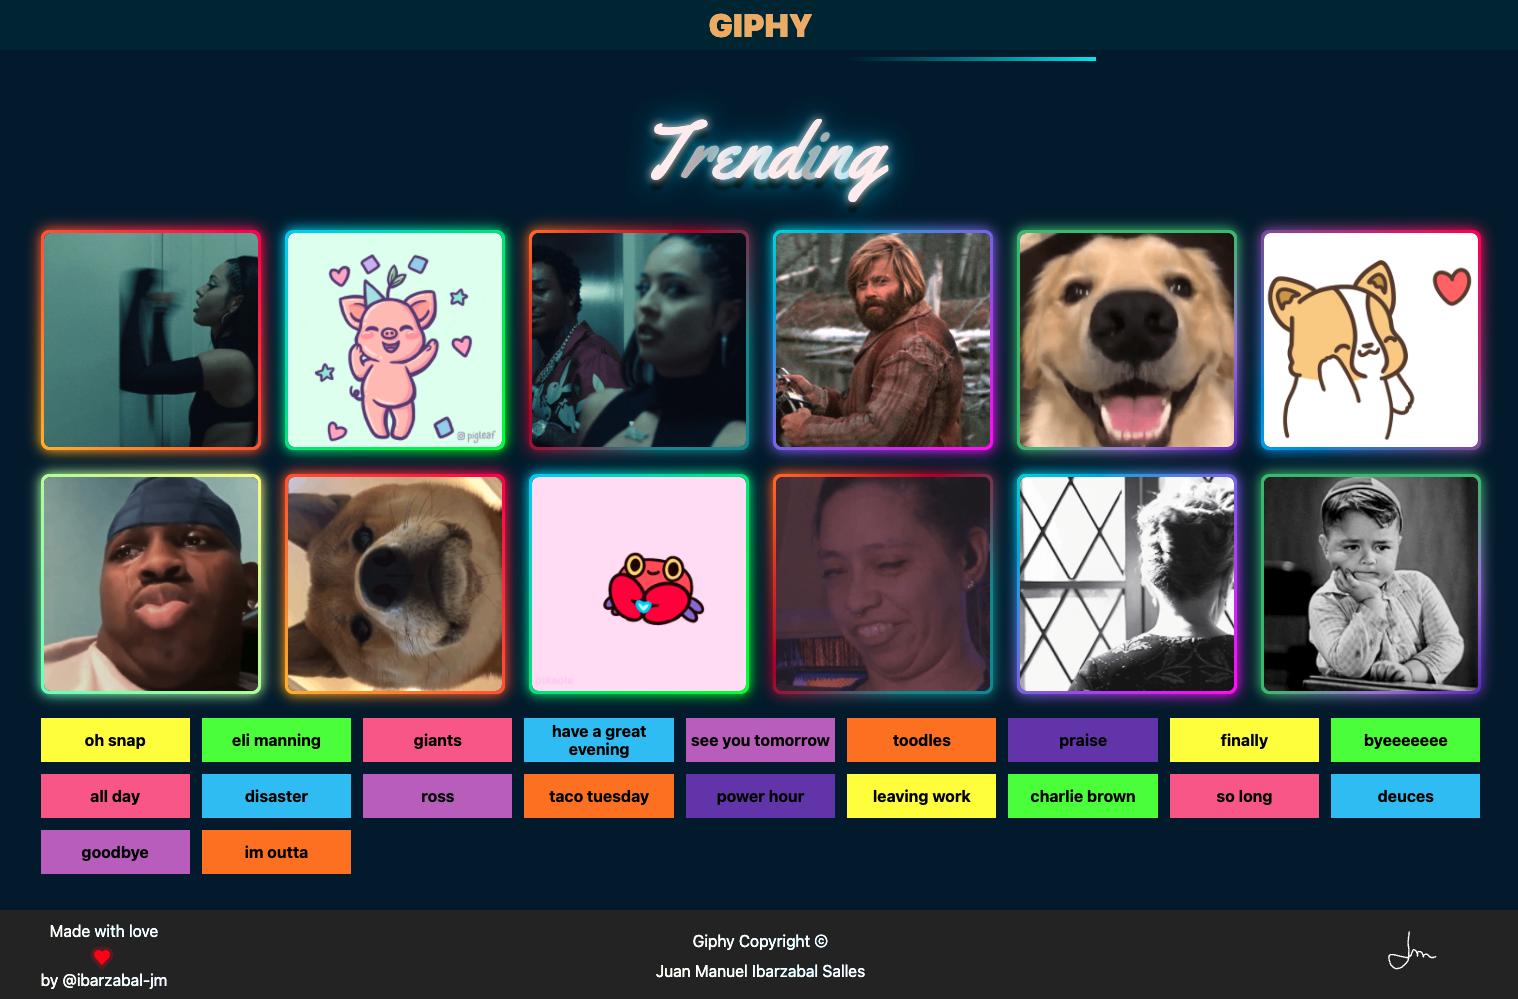 GIPHY
Trending
pigleaf
oh snap
eli manning
giants
have a great
evening
see you tomorrow
toodles
praise
finally
byeeeeeee
all day
disaster
ross
taco tuesday
power hour
leaving work
charlie brown
so long
deuces
goodbye
im outta
Made with love
by @ibarzabal-jm
Giphy Copyright ©
Juan Manuel Ibarzabal Salles
Jm